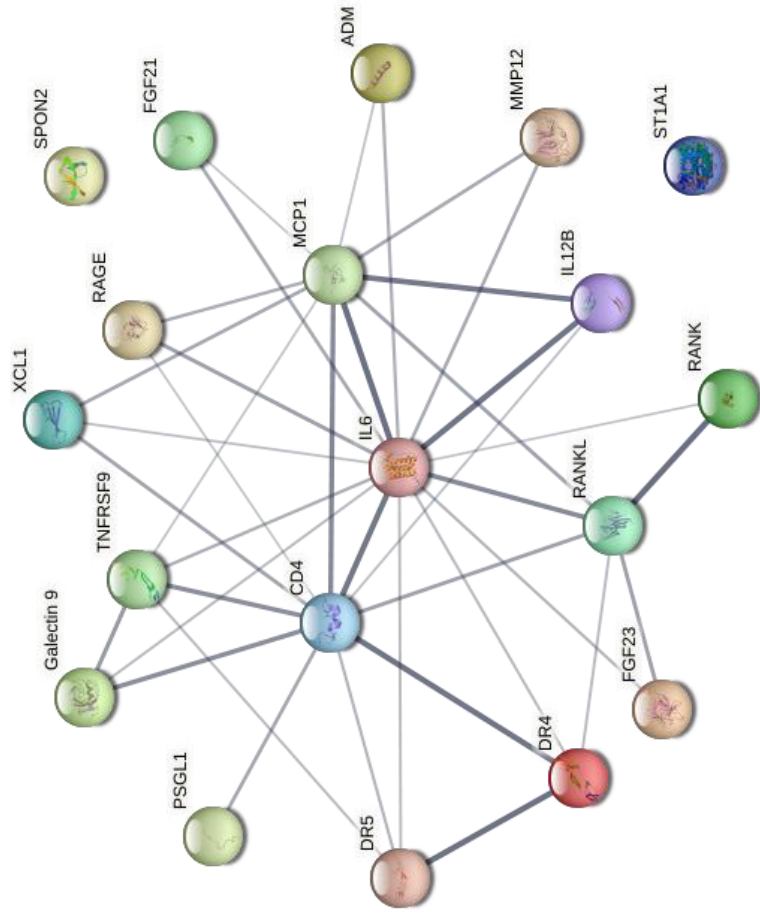 ADM
FGF21
MMP12
SPON2
ST1A1
MCP1
RAGE
IL12B
XCL1
RANK
IL6
RANKL
TNFRSF9
CD4
Galectin 9
FGF23
DR4
PSGL1
DR5